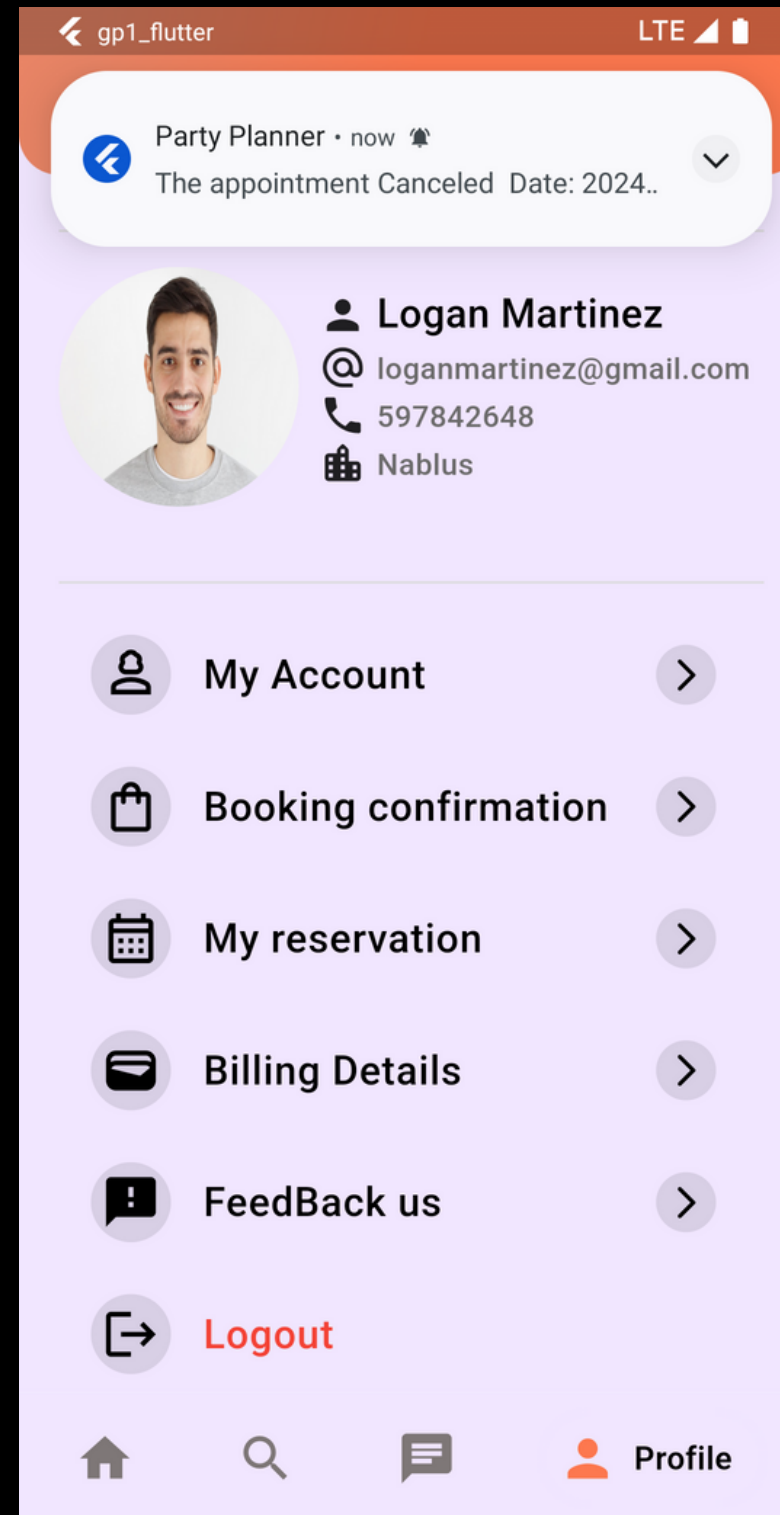 gp1_flutter LTE
Party Planner • now
The appointment Canceled Date: 2024..
Logan Martinez
loganmartinez@gmail.com
597842648
Nablus
My Account
Booking confirmation
My reservation
Billing Details
FeedBack us
Logout
Profile